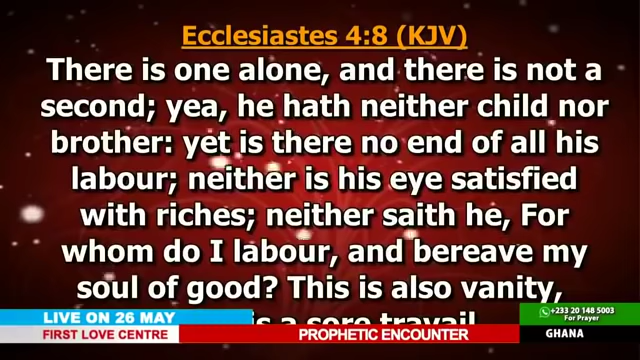 Ecclesiastes 4:8 (KJV)
There is one alone, and there is not a
second; yea, he hath neither child nor
brother: yet is there no end of all his
labour; neither is his eye satisfied
with riches; neither saith he, For
whom do I labour, and bereave my
soul of good? This is also vanity,
is a sore travail.
LIVE ON 26 MAY
FIRST LOVE CENTRE
PROPHETIC ENCOUNTER
+233 20 148 5003
For Prayer
GHANA